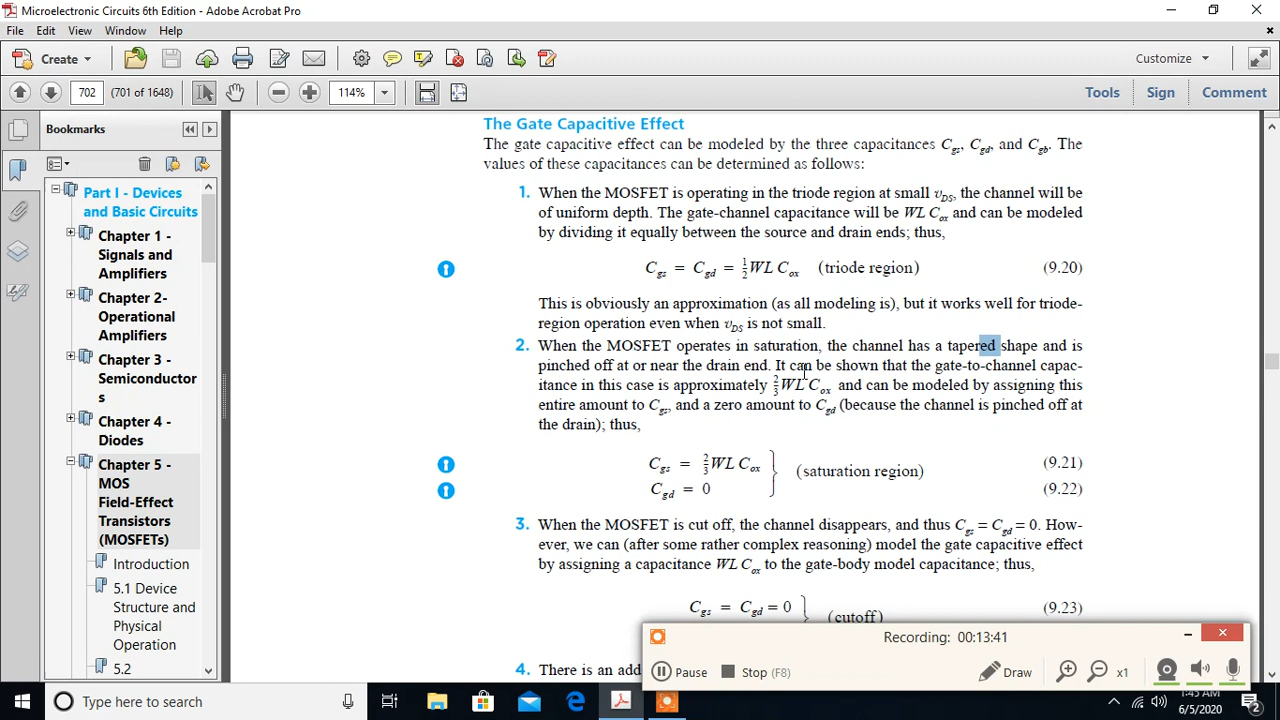 Microelectronic Circuits 6th Edition - Adobe Acrobat Pro
File Edit View Window Help
Create
Customize
702 (701 of 1648)
114%
Tools Sign Comment
Bookmarks
Part I - Devices
and Basic Circuits
Chapter 1 -
Signals and
Amplifiers
Chapter 2-
Operational
Amplifiers
Chapter 3 -
Semiconductor
s
Chapter 4 -
Diodes
Chapter 5 -
MOS
Field-Effect
Transistors
(MOSFETs)
Introduction
5.1 Device
Structure and
Physical
Operation
5.2
The Gate Capacitive Effect
The gate capacitive effect can be modeled by the three capacitances Cgs, Cgd, and Cgb. The
values of these capacitances can be determined as follows:
1. When the MOSFET is operating in the triode region at small vDS, the channel will be
of uniform depth. The gate-channel capacitance will be WL Cox and can be modeled
by dividing it equally between the source and drain ends; thus,
Cgs = Cgd = 1/2 WL Cox (triode region) (9.20)
This is obviously an approximation (as all modeling is), but it works well for triode-
region operation even when vDS is not small.
2. When the MOSFET operates in saturation, the channel has a tapered shape and is
pinched off at or near the drain end. It can be shown that the gate-to-channel capac-
itance in this case is approximately 2/3 WL Cox and can be modeled by assigning this
entire amount to Cgs, and a zero amount to Cgd (because the channel is pinched off at
the drain); thus,
Cgs = 2/3 WL Cox (9.21)
(saturation region)
Cgd = 0 (9.22)
3. When the MOSFET is cut off, the channel disappears, and thus Cgs = Cgd = 0. How-
ever, we can (after some rather complex reasoning) model the gate capacitive effect
by assigning a capacitance WL Cox to the gate-body model capacitance; thus,
Cgs = Cgd = 0 (9.23)
(cutoff)
4. There is an add
Recording: 00:13:41
Pause Stop (F8) Draw x1
Type here to search
1:45 AM
6/5/2020
2